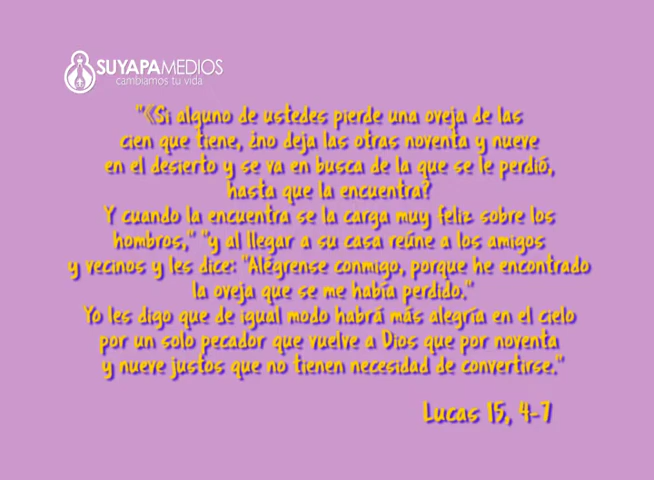 SUYAPAMEDIOS
cambiamos tu vida
"《Si alguno de ustedes pierde una oveja de las
cien que tiene, ¿no deja las otras noventa y nueve
en el desierto y se va en busca de la que se le perdió,
hasta que la encuentra?
Y cuando la encuentra se la carga muy feliz sobre los
hombros," "y al llegar a su casa reúne a los amigos
y vecinos y les dice: "Alégrense conmigo, porque he encontrado
la oveja que se me había perdido."
Yo les digo que de igual modo habrá más alegría en el cielo
por un solo pecador que vuelve a Dios que por noventa
y nueve justos que no tienen necesidad de convertirse."
Lucas 15, 4-7